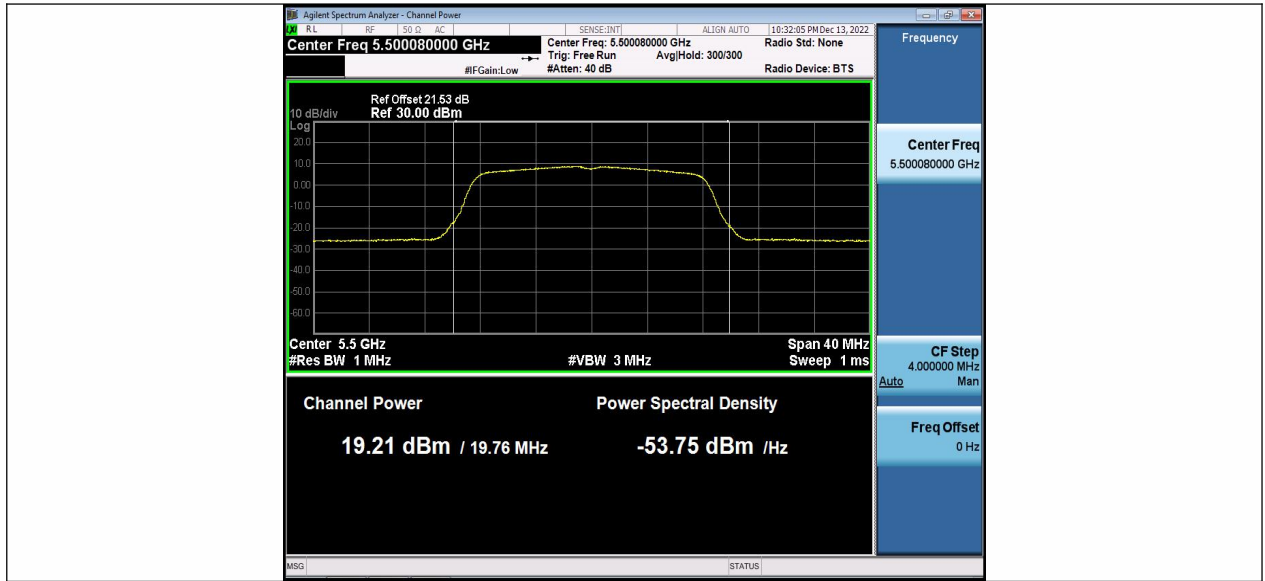 Agilent Spectrum Analyzer - Channel Power
RL RF 50 Ω AC SENSE:INT ALIGN AUTO 10:32:05 PM Dec 13, 2022
Center Freq 5.500080000 GHz
Center Freq: 5.500080000 GHz
Radio Std: None
Trig: Free Run Avg|Hold: 300/300
#IFGain:Low
#Atten: 40 dB
Radio Device: BTS
Frequency
Ref Offset 21.53 dB
10 dB/div Ref 30.00 dBm
Log
20.0
10.0
0.00
-10.0
-20.0
-30.0
-40.0
-50.0
-60.0
Center 5.5 GHz Span 40 MHz
#Res BW 1 MHz #VBW 3 MHz Sweep 1 ms
Channel Power Power Spectral Density
19.21 dBm / 19.76 MHz -53.75 dBm /Hz
Center Freq
5.500080000 GHz
CF Step
4.000000 MHz
Auto Man
Freq Offset
0 Hz
MSG STATUS